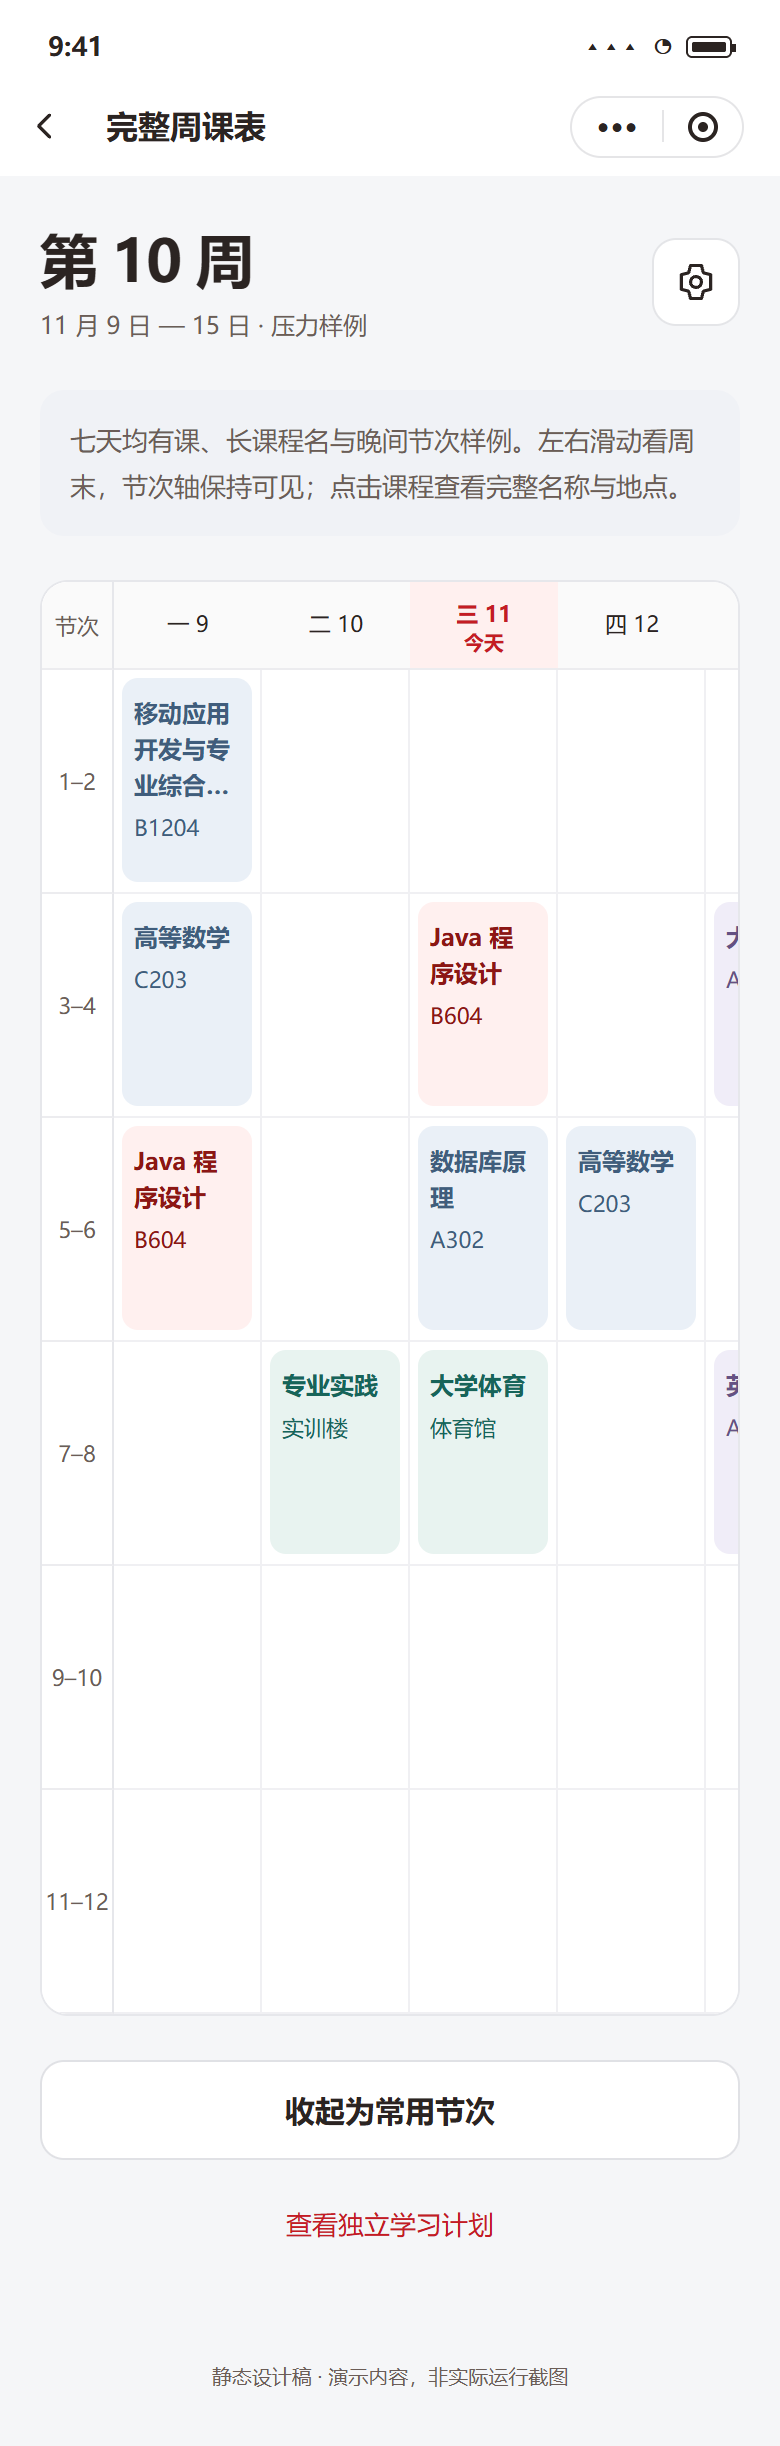 9:41
完整周课表
第 10 周
11 月 9 日 — 15 日 · 压力样例
七天均有课、长课程名与晚间节次样例。左右滑动看周
末，节次轴保持可见；点击课程查看完整名称与地点。
节次
一 9
二 10
三 11
今天
四 12
1–2
移动应用
开发与专
业综合...
B1204
3–4
高等数学
C203
Java 程
序设计
B604
5–6
Java 程
序设计
B604
数据库原
理
A302
高等数学
C203
7–8
专业实践
实训楼
大学体育
体育馆
9–10
11–12
收起为常用节次
查看独立学习计划
静态设计稿 · 演示内容，非实际运行截图